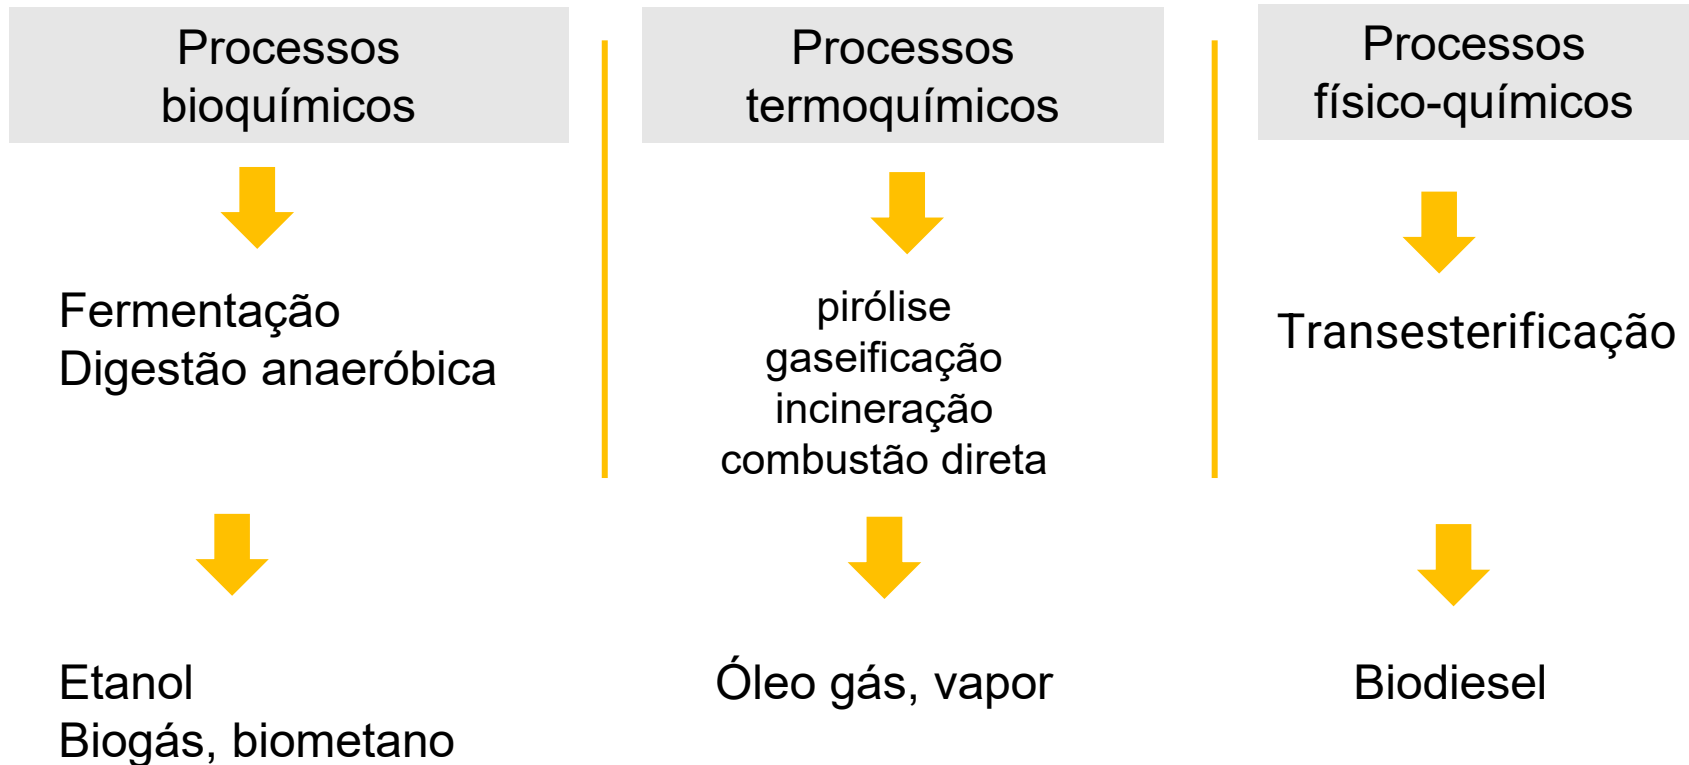 Processos
bioquímicos
Fermentação
Digestão anaeróbica
Etanol
Biogás, biometano
Processos
termoquímicos
pirólise
gaseificação
incineração
combustão direta
Óleo gás, vapor
Processos
físico-químicos
Transesterificação
Biodiesel